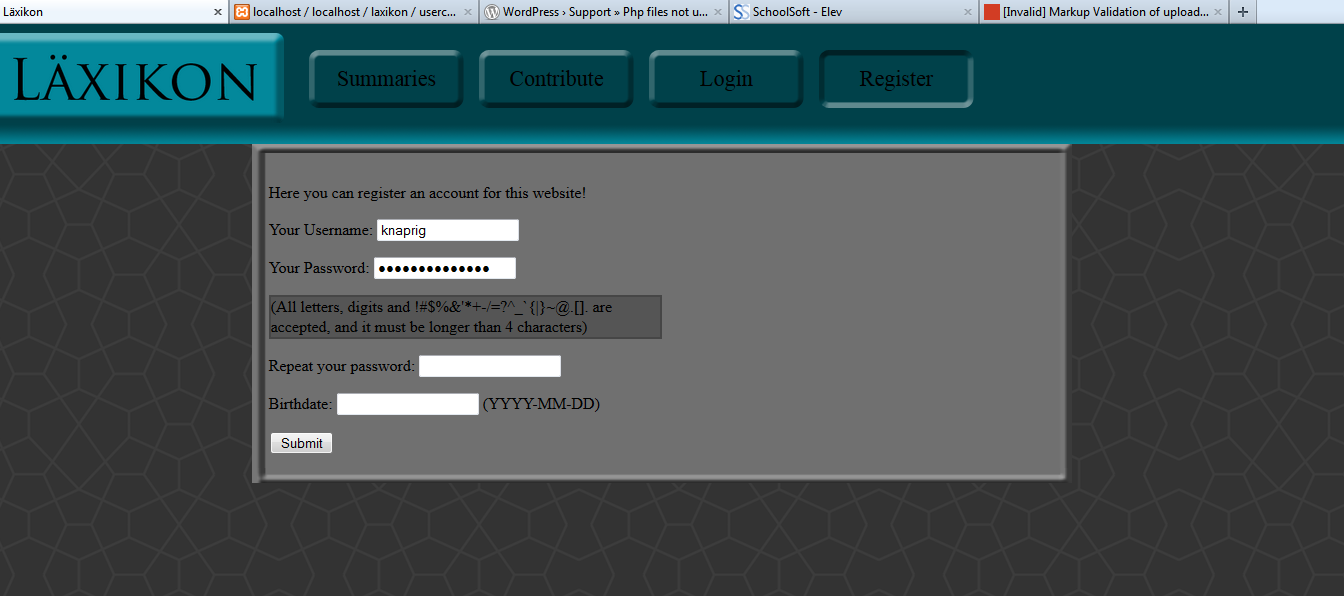 Läxikon
localhost / localhost / laxikon / userc...
WordPress › Support » Php files not u...
SchoolSoft - Elev
[Invalid] Markup Validation of upload...
LÄXIKON
Summaries
Contribute
Login
Register
Here you can register an account for this website!
Your Username: knaprig
Your Password: ••••••••••••••
(All letters, digits and !#$%&'*+-/=?^_`{|}~@.[]. are
accepted, and it must be longer than 4 characters)
Repeat your password:
Birthdate: (YYYY-MM-DD)
Submit